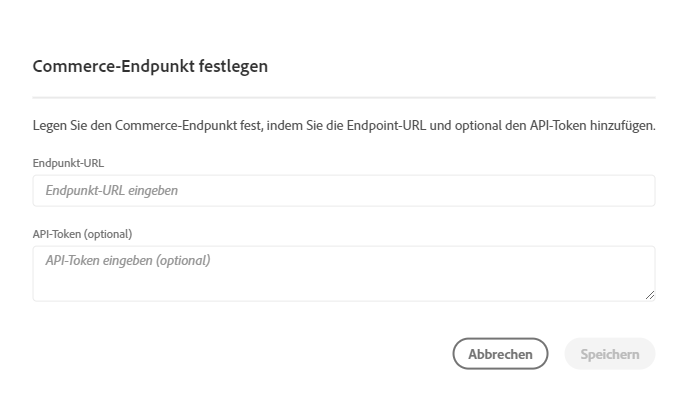 Commerce-Endpunkt festlegen
Legen Sie den Commerce-Endpunkt fest, indem Sie die Endpoint-URL und optional den API-Token hinzufügen.
Endpunkt-URL
Endpunkt-URL eingeben
API-Token (optional)
API-Token eingeben (optional)
Abbrechen Speichern